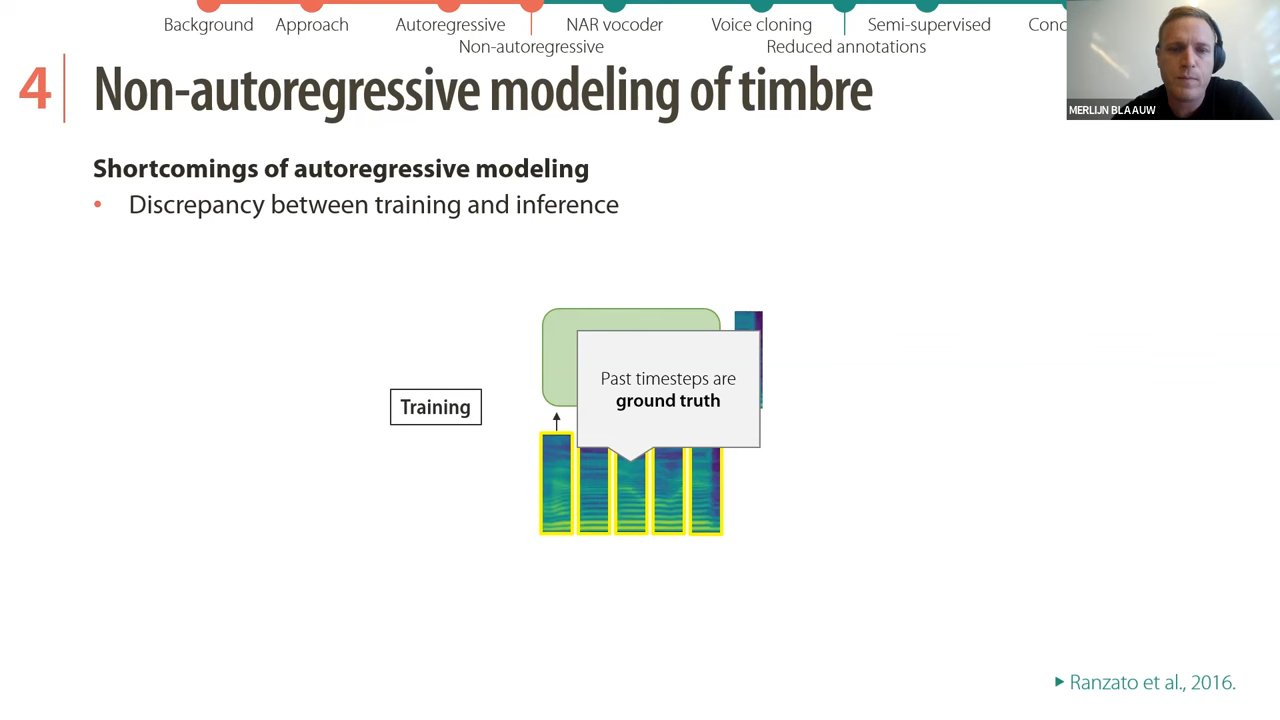 Background
Approach
Autoregressive
Non-autoregressive
NAR vocoder
Voice cloning
Reduced annotations
Semi-supervised
Conc
MERLIJN BLAAUW
4
Non-autoregressive modeling of timbre
Shortcomings of autoregressive modeling
• Discrepancy between training and inference
Past timesteps are
ground truth
Training
Ranzato et al., 2016.